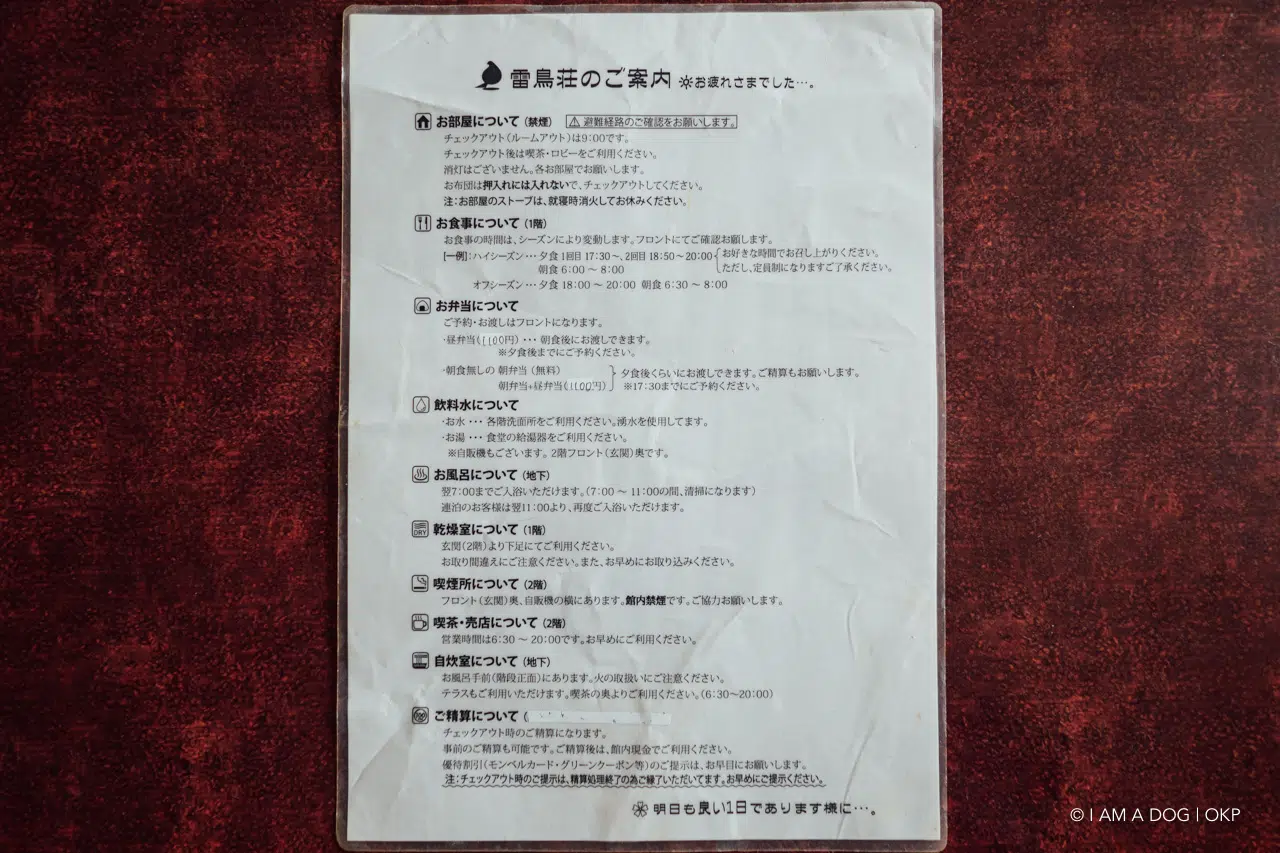 雷鳥荘のご案内 ☼お疲れさまでした…。
お部屋について（禁煙） ⚠避難経路のご確認をお願いします。
チェックアウト（ルームアウト）は9:00です。
チェックアウト後は喫茶・ロビーをご利用ください。
消灯はございません。各お部屋でお願いします。
お布団は押入れには入れないで、チェックアウトしてください。
注：お部屋のストーブは、就寝時消火してお休みください。
お食事について（1階）
お食事の時間は、シーズンにより変動します。フロントにてご確認お願します。
[一例]：ハイシーズン・・・夕食 1回目 17:30〜、2回目 18:50〜20:00 お好きな時間でお召し上がりください。
ただし、定員制になりますご了承ください。
朝食 6:00 〜 8:00
オフシーズン・・・夕食 18:00 〜 20:00 朝食 6:30 〜 8:00
お弁当について
ご予約・お渡しはフロントになります。
・昼弁当（1100円）・・・ 朝食後にお渡しできます。
※夕食後までにご予約ください。
・朝食無しの 朝弁当（無料） 夕食後くらいにお渡しできます。ご精算もお願いします。
朝弁当+昼弁当（1100円） ※17:30までにご予約ください。
飲料水について
・お水・・・各階洗面所をご利用ください。湧水を使用してます。
・お湯・・・食堂の給湯器をご利用ください。
※自販機もございます。2階フロント（玄関）奥です。
お風呂について（地下）
翌7:00までご入浴いただけます。（7:00 〜 11:00の間、清掃になります）
連泊のお客様は翌11:00より、再度ご入浴いただけます。
DRY 乾燥室について（1階）
玄関（2階）より下足にてご利用ください。
お取り間違えにご注意ください。また、お早めにお取り込みください。
喫煙所について（2階）
フロント（玄関）奥、自販機の横にあります。館内禁煙です。ご協力お願いします。
喫茶・売店について（2階）
営業時間は6:30 〜 20:00です。お早めにご利用ください。
自炊室について（地下）
お風呂手前（階段正面）にあります。火の取扱いにご注意ください。
テラスもご利用いただけます。喫茶の奥よりご利用ください。（6:30〜20:00）
ご精算について（
チェックアウト時のご精算になります。
事前のご精算も可能です。ご精算後は、館内現金でご利用ください。
優待割引（モンベルカード・グリーンクーポン等）のご提示は、お早目にお願いします。
注：チェックアウト時のご提示は、精算処理終了の為ご縁了いただいてます。お早めにご提示ください。
明日も良い1日であります様に…。
© I AM A DOG | OKP